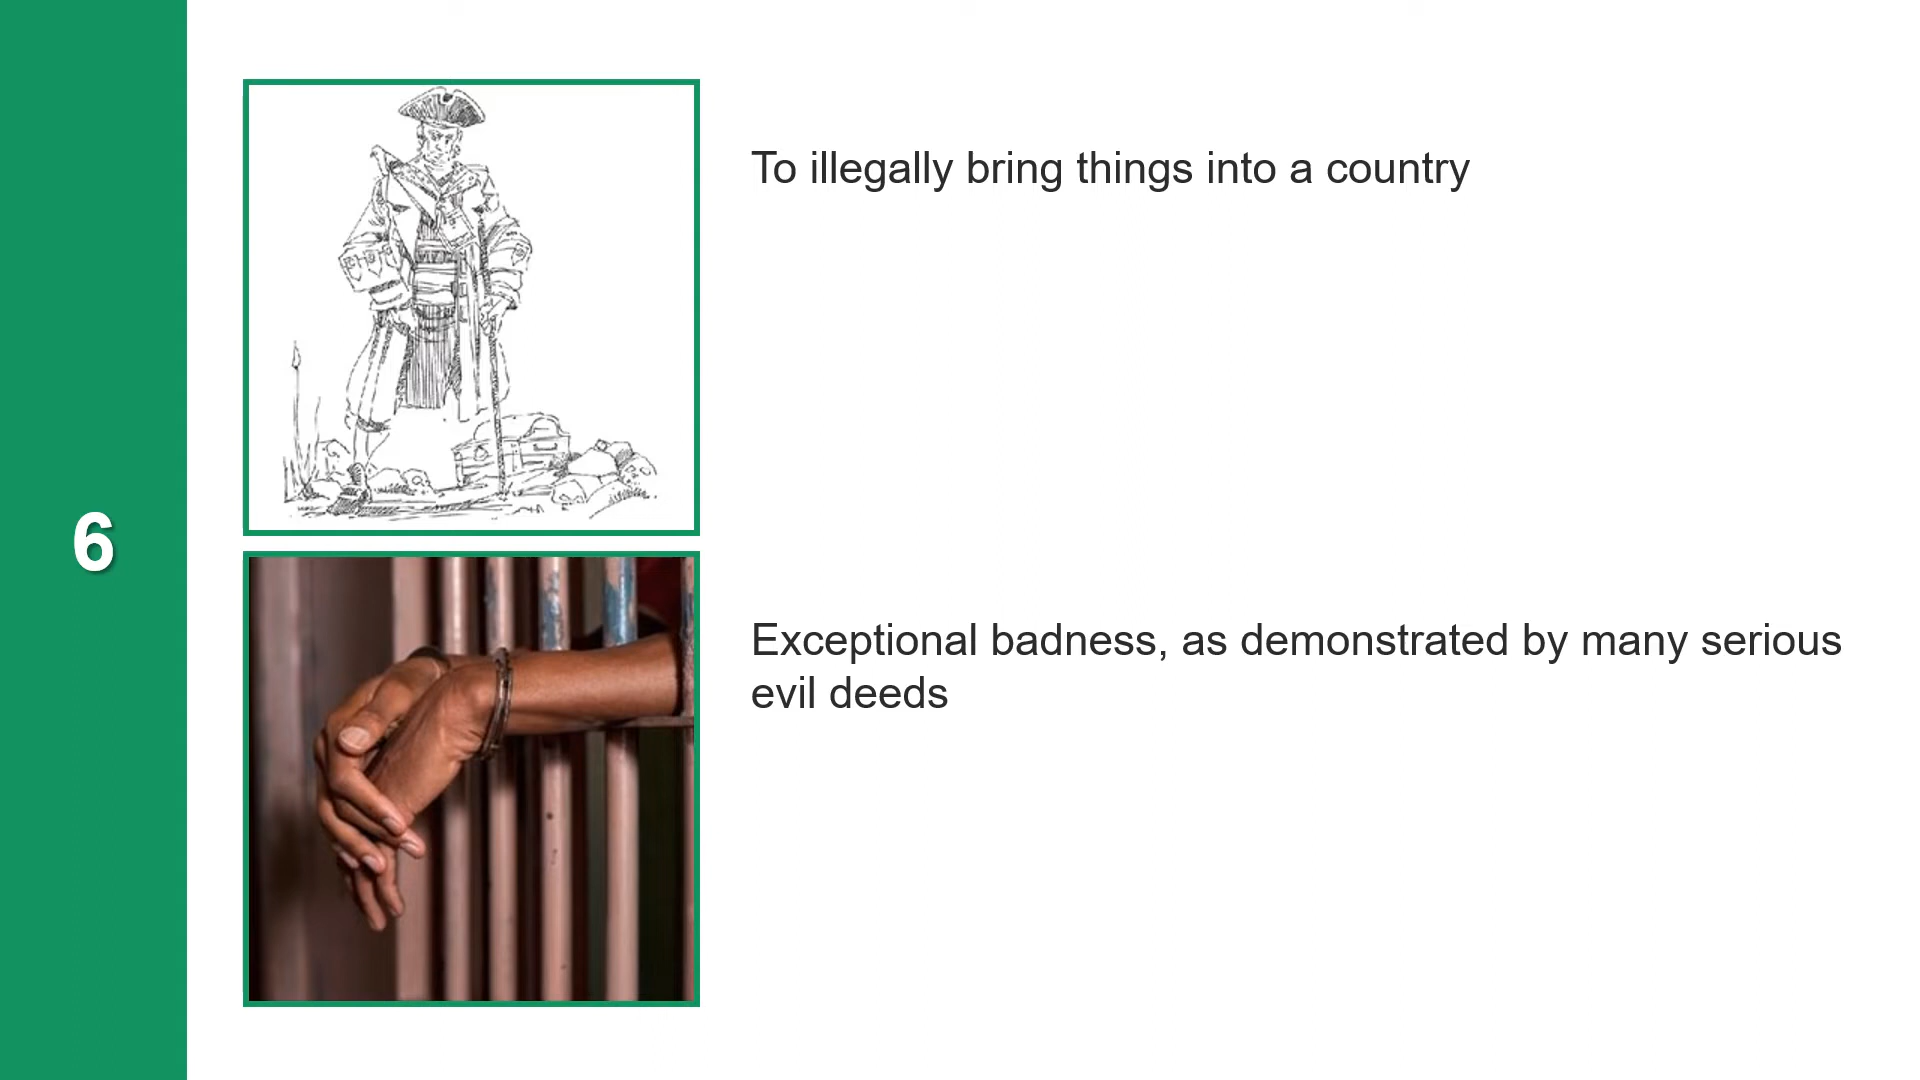 6
To illegally bring things into a country
Exceptional badness, as demonstrated by many serious
evil deeds